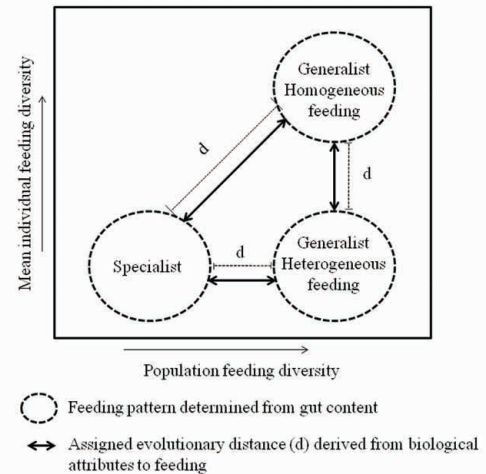 Generalist
Homogeneous
feeding
Mean individual feeding diversity
d
d
d
Specialist
Generalist
Heterogeneous
feeding
Population feeding diversity
Feeding pattern determined from gut content
Assigned evolutionary distance (d) derived from biological
attributes to feeding